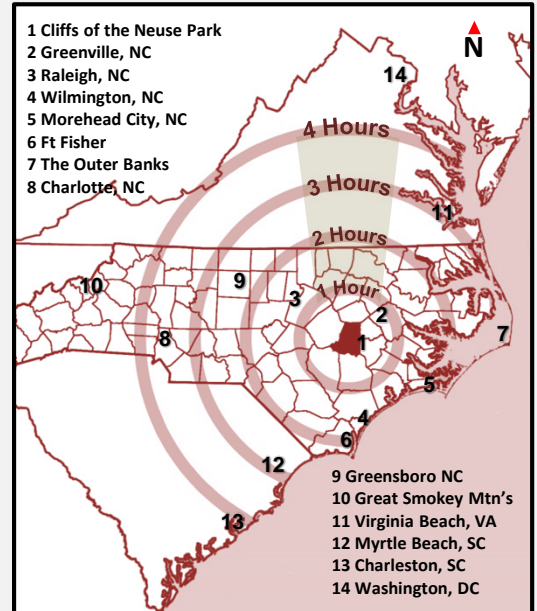 1 Cliffs of the Neuse Park
2 Greenville, NC
3 Raleigh, NC
4 Wilmington, NC
5 Morehead City, NC
6 Ft Fisher
7 The Outer Banks
8 Charlotte, NC
N
14
4 Hours
3 Hours
11
2 Hours
10
9
3
1 Hour
2
8
1
7
5
4
6
12
13
9 Greensboro NC
10 Great Smokey Mtn's
11 Virginia Beach, VA
12 Myrtle Beach, SC
13 Charleston, SC
14 Washington, DC